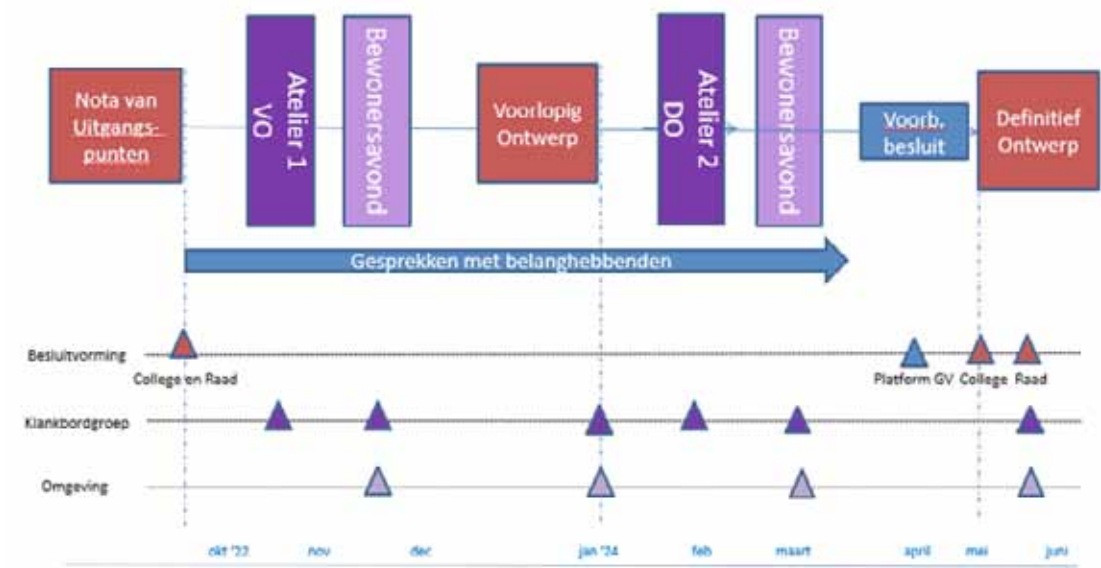 Nota van
Uitgangs-
punten
Atelier 1
VO
Bewonersavond
Voorlopig
Ontwerp
Atelier 2
DO
Bewonersavond
Voorb.
besluit
Definitief
Ontwerp
Gesprekken met belanghebbenden
Besluitvorming
College en Raad
Platform GV College Raad
Klankbordgroep
Omgeving
okt '22 nov dec jan '24 feb maart april mei juni